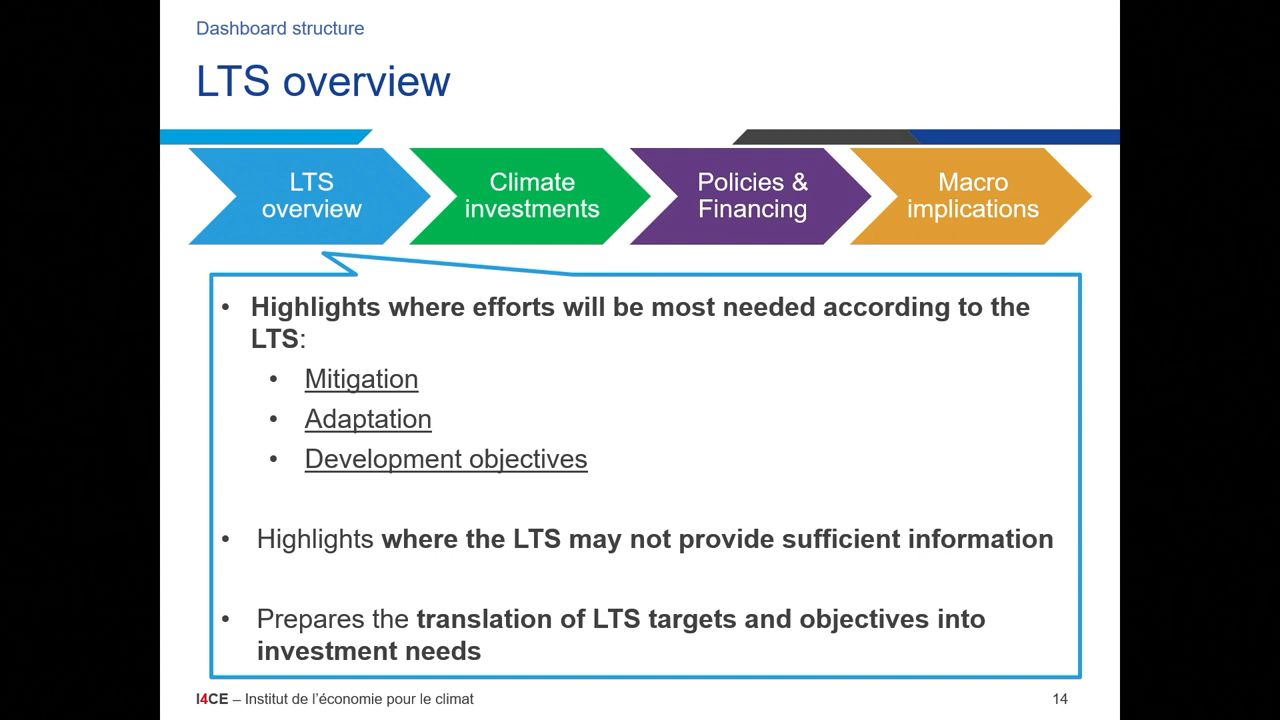 Dashboard structure
LTS overview
LTS
overview
Climate
investments
Policies &
Financing
Macro
implications
• Highlights where efforts will be most needed according to the
LTS:
• Mitigation
• Adaptation
• Development objectives
• Highlights where the LTS may not provide sufficient information
• Prepares the translation of LTS targets and objectives into
investment needs
I4CE – Institut de l’économie pour le climat
14